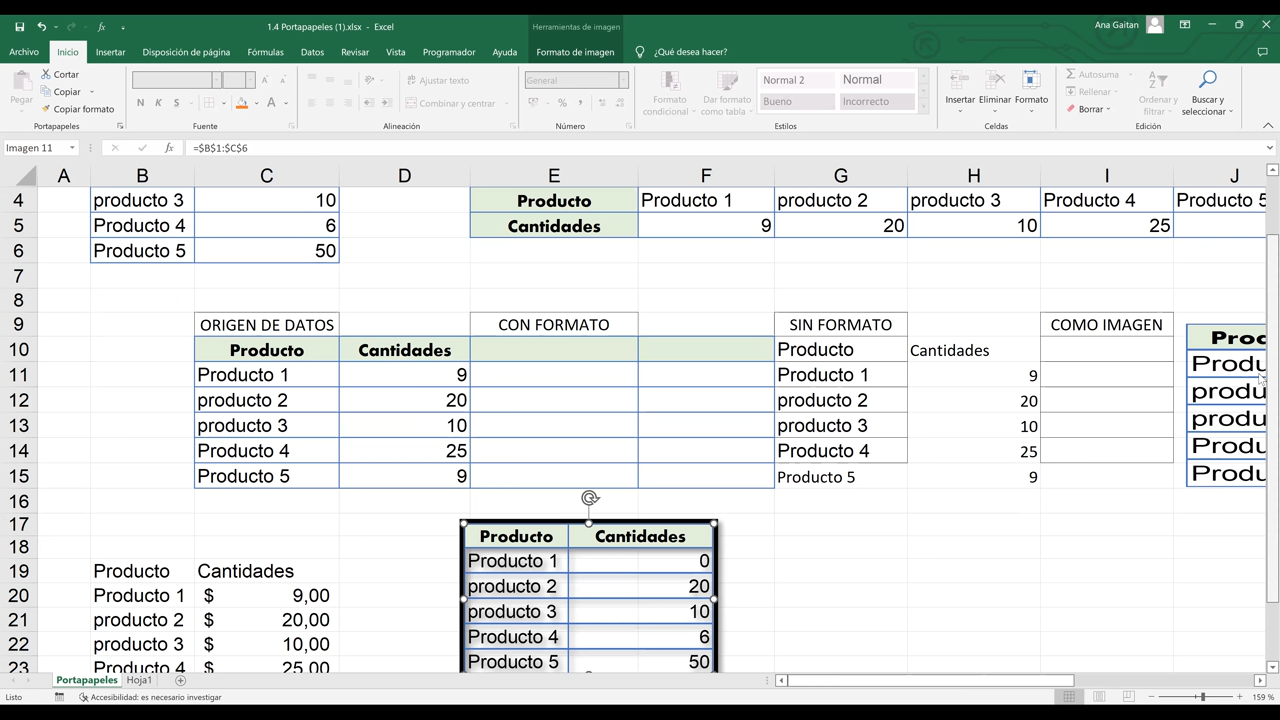 1.4 Portapapeles (1).xlsx - Excel
Herramientas de imagen
Ana Gaitan
Archivo Inicio Insertar Disposición de página Fórmulas Datos Revisar Vista Programador Ayuda Formato de imagen ¿Qué desea hacer?
Pegar
Cortar
Copiar
Copiar formato
Portapapeles
N K S
Fuente
Ajustar texto
Combinar y centrar
Alineación
General
Número
Formato condicional
Dar formato como tabla
Normal 2 Normal
Bueno Incorrecto
Estilos
Insertar Eliminar Formato
Celdas
Autosuma
Rellenar
Borrar
Ordenar y filtrar
Buscar y seleccionar
Edición
Imagen 11 fx =$B$1:$C$6
A B C D E F G H I J
4 producto 3 10 Producto Producto 1 producto 2 producto 3 Producto 4 Producto 5
5 Producto 4 6 Cantidades 9 20 10 25
6 Producto 5 50
7
8
9 ORIGEN DE DATOS CON FORMATO SIN FORMATO COMO IMAGEN
10 Producto Cantidades Producto Cantidades Proc
11 Producto 1 9 Producto 1 9 Produ
12 producto 2 20 producto 2 20 produ
13 producto 3 10 producto 3 10 produ
14 Producto 4 25 Producto 4 25 Produ
15 Producto 5 9 Producto 5 9 Produ
16
17
18 Producto Cantidades
19 Producto Cantidades Producto 1 0
20 Producto 1 $ 9,00 producto 2 20
21 producto 2 $ 20,00 producto 3 10
22 producto 3 $ 10,00 Producto 4 6
23 Producto 4 $ 25,00 Producto 5 50
Portapapeles Hoja1
Listo Accesibilidad: es necesario investigar 159 %